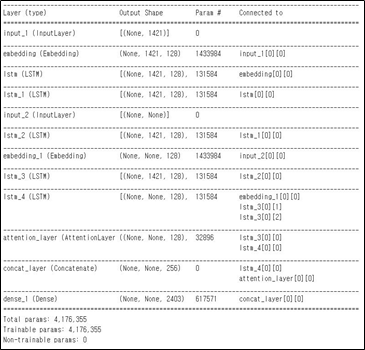 Layer (type) Output Shape Param # Connected to
input_1 (InputLayer) [(None, 1421)] 0
embedding (Embedding) (None, 1421, 128) 1433984 input_1[0][0]
lstm (LSTM) [(None, 1421, 128), 131584 embedding[0][0]
lstm_1 (LSTM) [(None, 1421, 128), 131584 lstm[0][0]
input_2 (InputLayer) [(None, None)] 0
lstm_2 (LSTM) [(None, 1421, 128), 131584 lstm_1[0][0]
embedding_1 (Embedding) (None, None, 128) 1433984 input_2[0][0]
lstm_3 (LSTM) [(None, 1421, 128), 131584 lstm_2[0][0]
lstm_4 (LSTM) [(None, None, 128), 131584 embedding_1[0][0]
lstm_3[0][1]
lstm_3[0][2]
attention_layer (AttentionLayer ((None, None, 128), 32896 lstm_3[0][0]
lstm_4[0][0]
concat_layer (Concatenate) (None, None, 256) 0 lstm_4[0][0]
attention_layer[0][0]
dense_1 (Dense) (None, None, 2403) 617571 concat_layer[0][0]
Total params: 4,176,355
Trainable params: 4,176,355
Non-trainable params: 0